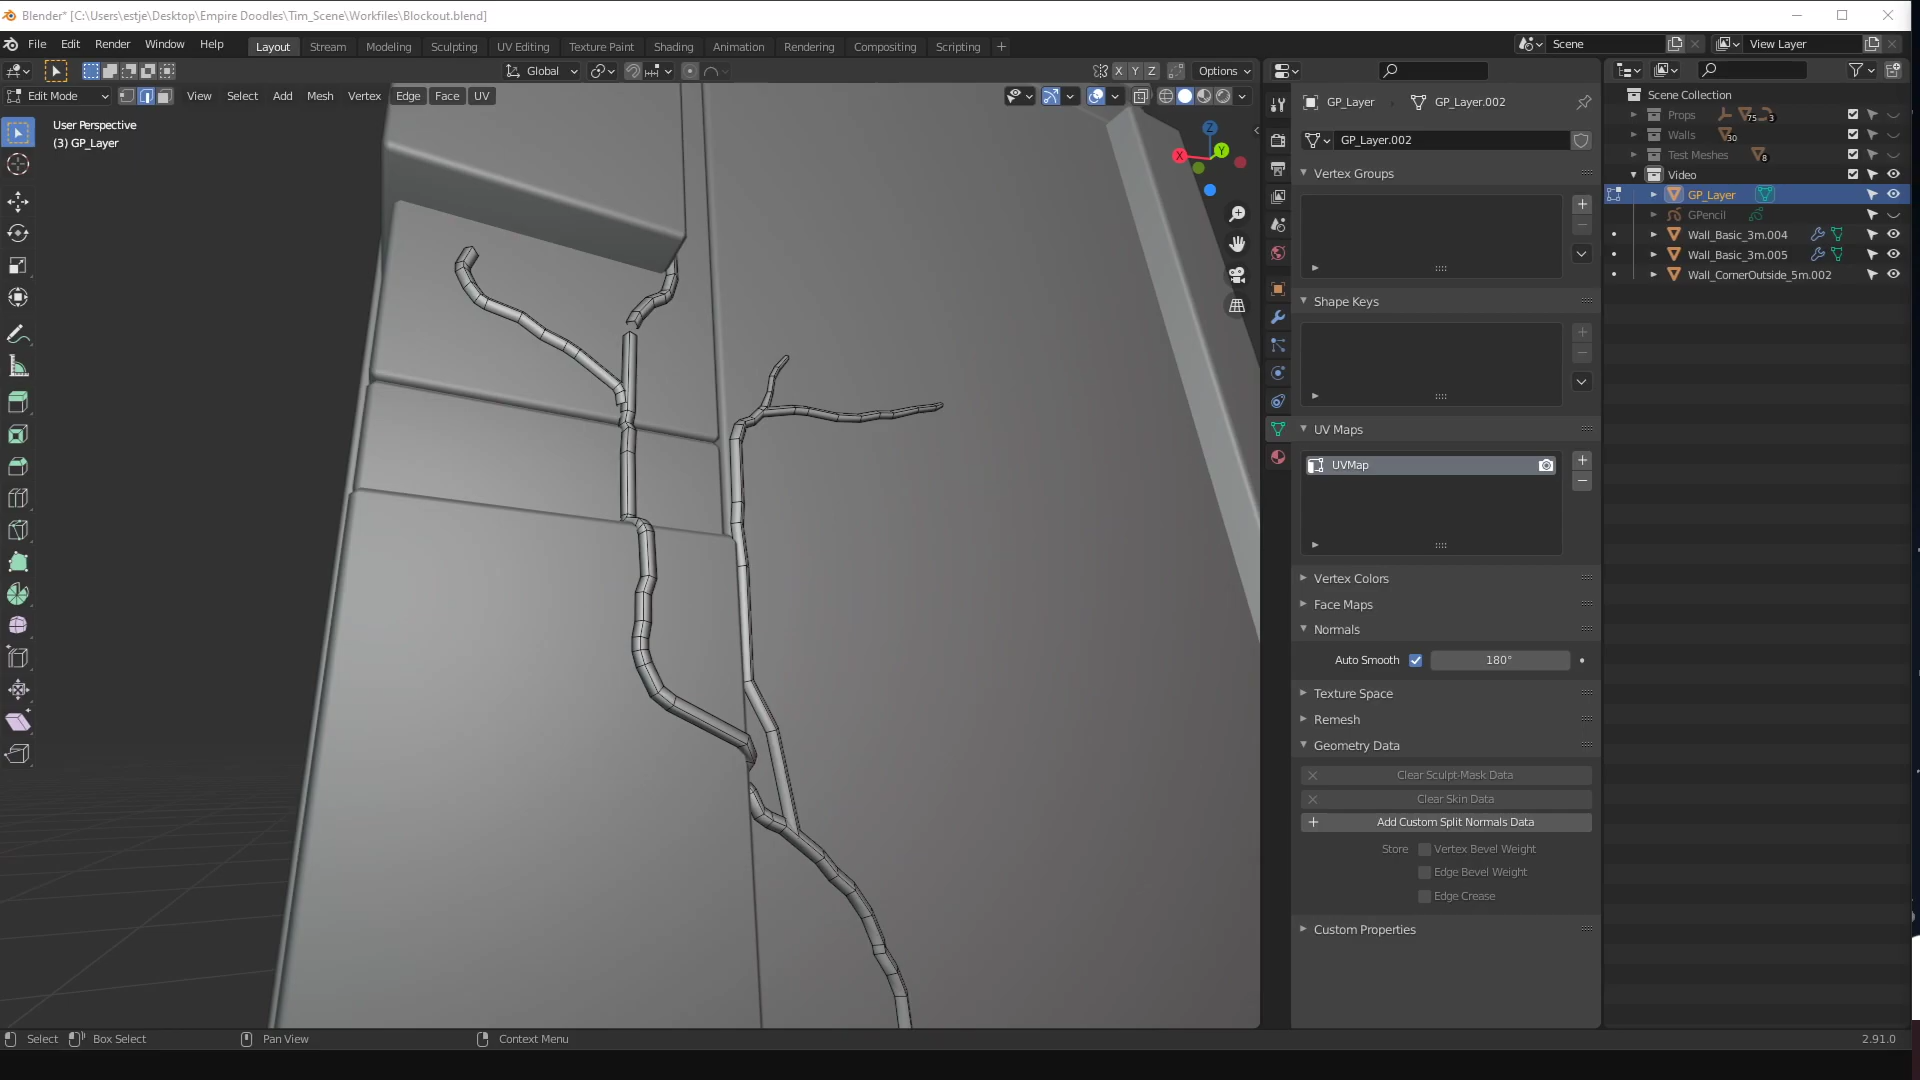 Blender* [C:\Users\estje\Desktop\Empire Doodles\Tim_Scene\Workfiles\Blockout.blend]
File Edit Render Window Help Layout Stream Modeling Sculpting UV Editing Texture Paint Shading Animation Rendering Compositing Scripting + Scene View Layer
Global X Y Z Options
Edit Mode View Select Add Mesh Vertex Edge Face UV
User Perspective
(3) GP_Layer
Z
X
Y
GP_Layer GP_Layer.002
GP_Layer.002
Vertex Groups
Shape Keys
UV Maps
UVMap
Vertex Colors
Face Maps
Normals
Auto Smooth 180°
Texture Space
Remesh
Geometry Data
Clear Sculpt-Mask Data
Clear Skin Data
Add Custom Split Normals Data
Store Vertex Bevel Weight
Edge Bevel Weight
Edge Crease
Custom Properties
Scene Collection
Props 75 3
Walls 30
Test Meshes 8
Video
GP_Layer
GPencil
Wall_Basic_3m.004
Wall_Basic_3m.005
Wall_CornerOutside_5m.002
Select Box Select Pan View Context Menu 2.91.0